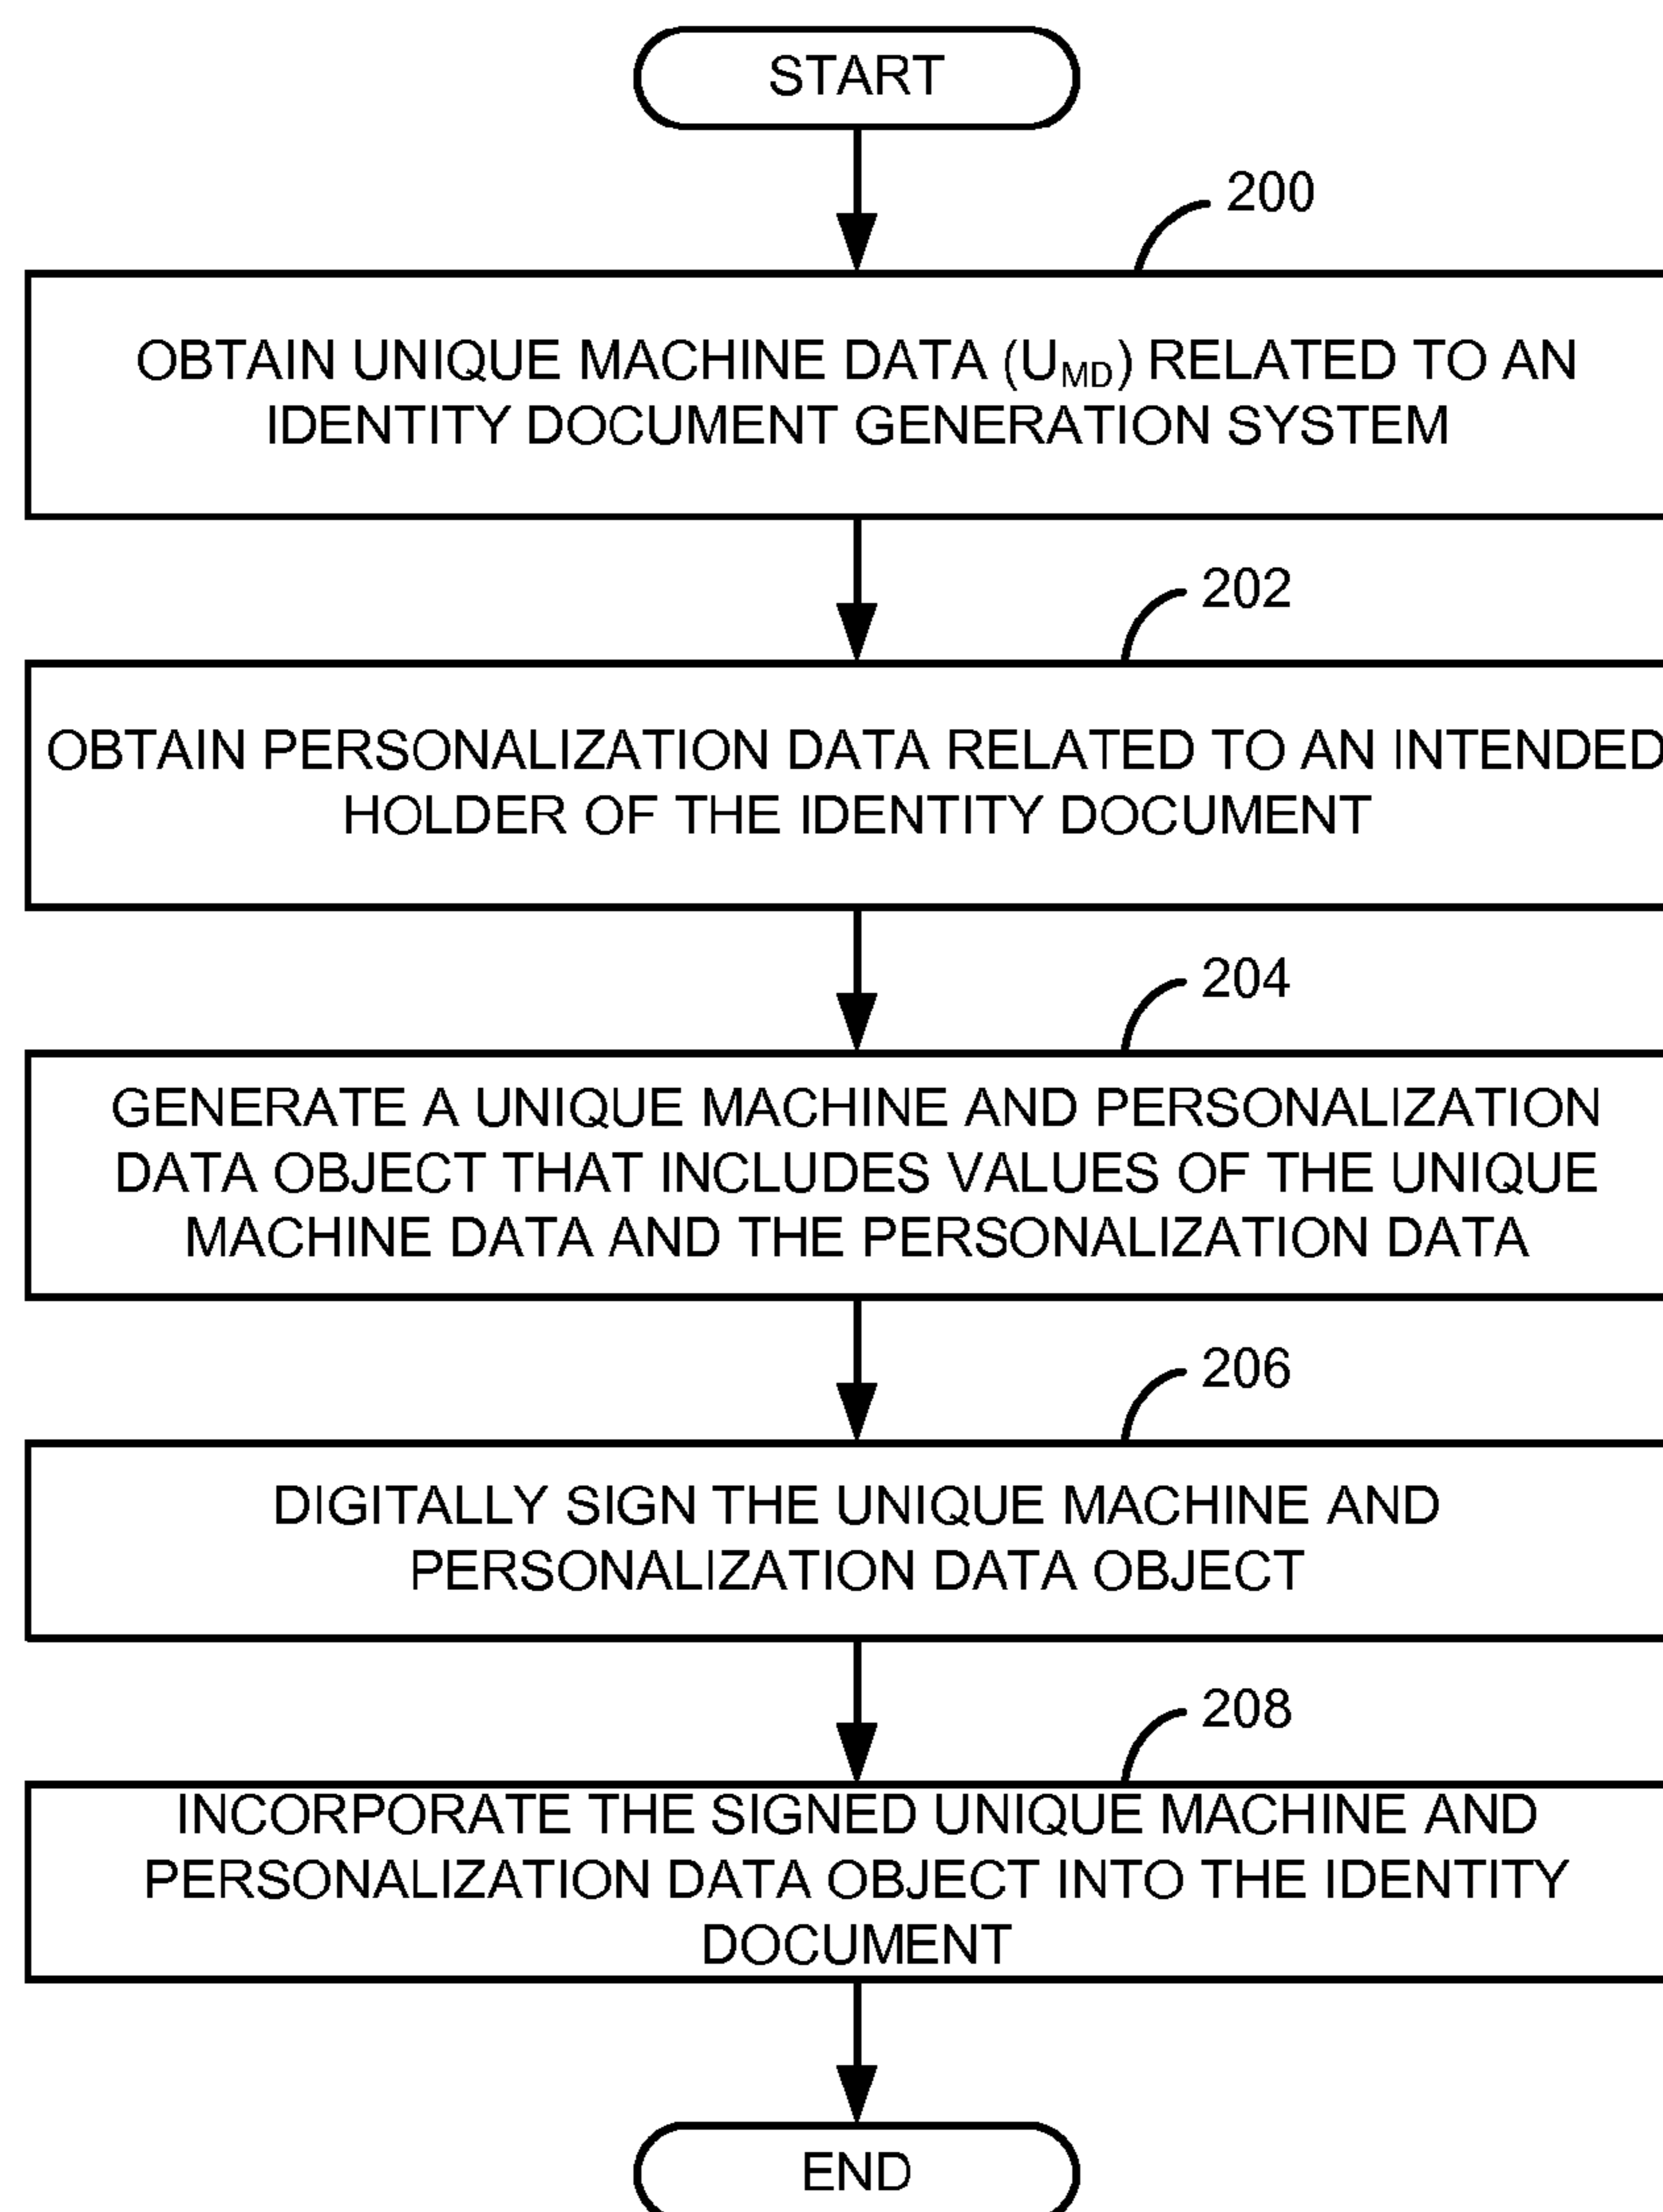 START
200
OBTAIN UNIQUE MACHINE DATA (UMD) RELATED TO AN
IDENTITY DOCUMENT GENERATION SYSTEM
202
OBTAIN PERSONALIZATION DATA RELATED TO AN INTENDED
HOLDER OF THE IDENTITY DOCUMENT
204
GENERATE A UNIQUE MACHINE AND PERSONALIZATION
DATA OBJECT THAT INCLUDES VALUES OF THE UNIQUE
MACHINE DATA AND THE PERSONALIZATION DATA
206
DIGITALLY SIGN THE UNIQUE MACHINE AND
PERSONALIZATION DATA OBJECT
208
INCORPORATE THE SIGNED UNIQUE MACHINE AND
PERSONALIZATION DATA OBJECT INTO THE IDENTITY
DOCUMENT
END